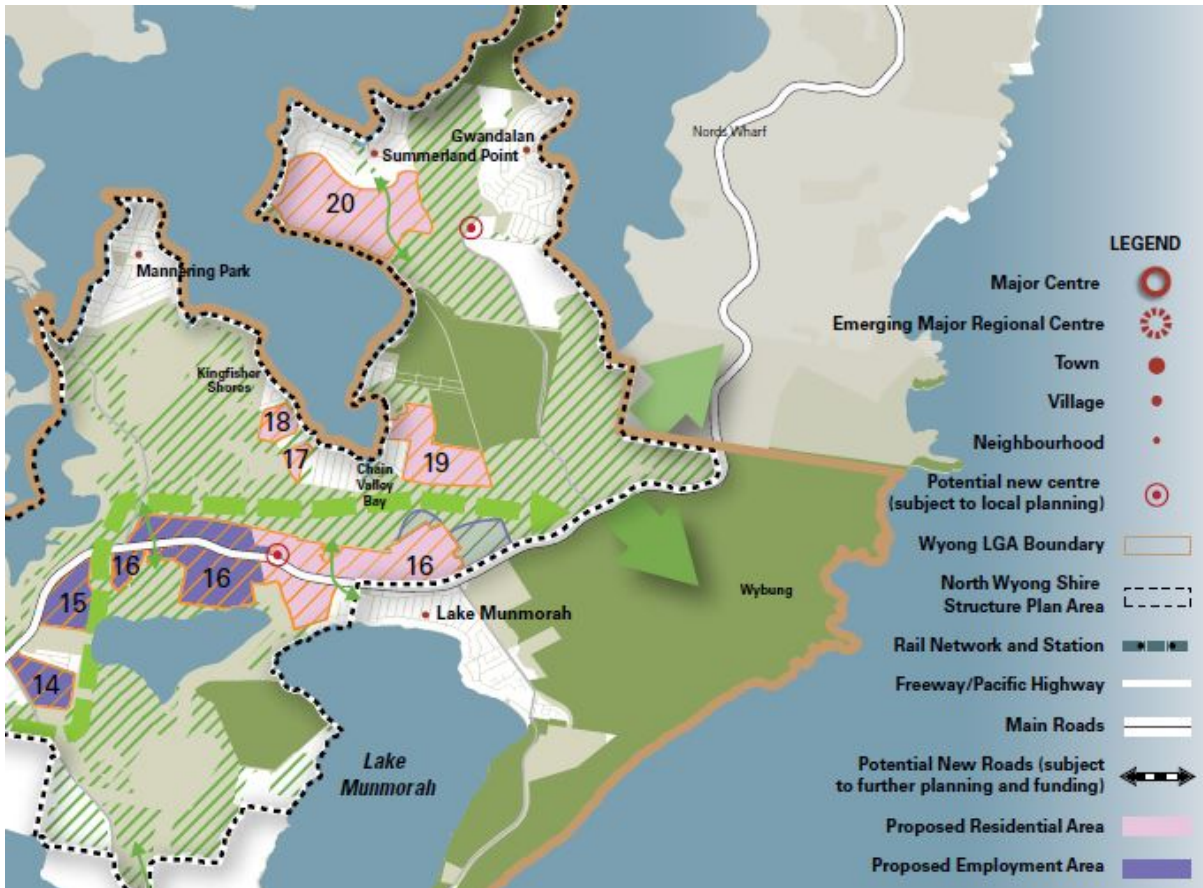 Nords Wharf
Gwandalan
Summerland Point
20
Mannering Park
Kingfisher
Shores
18
17
19
Chain
Valley
Bay
16
16
16
15
14
Lake Munmorah
Wybung
Lake
Munmorah
LEGEND
Major Centre
Emerging Major Regional Centre
Town
Village
Neighbourhood
Potential new centre
(subject to local planning)
Wyong LGA Boundary
North Wyong Shire
Structure Plan Area
Rail Network and Station
Freeway/Pacific Highway
Main Roads
Potential New Roads (subject
to further planning and funding)
Proposed Residential Area
Proposed Employment Area